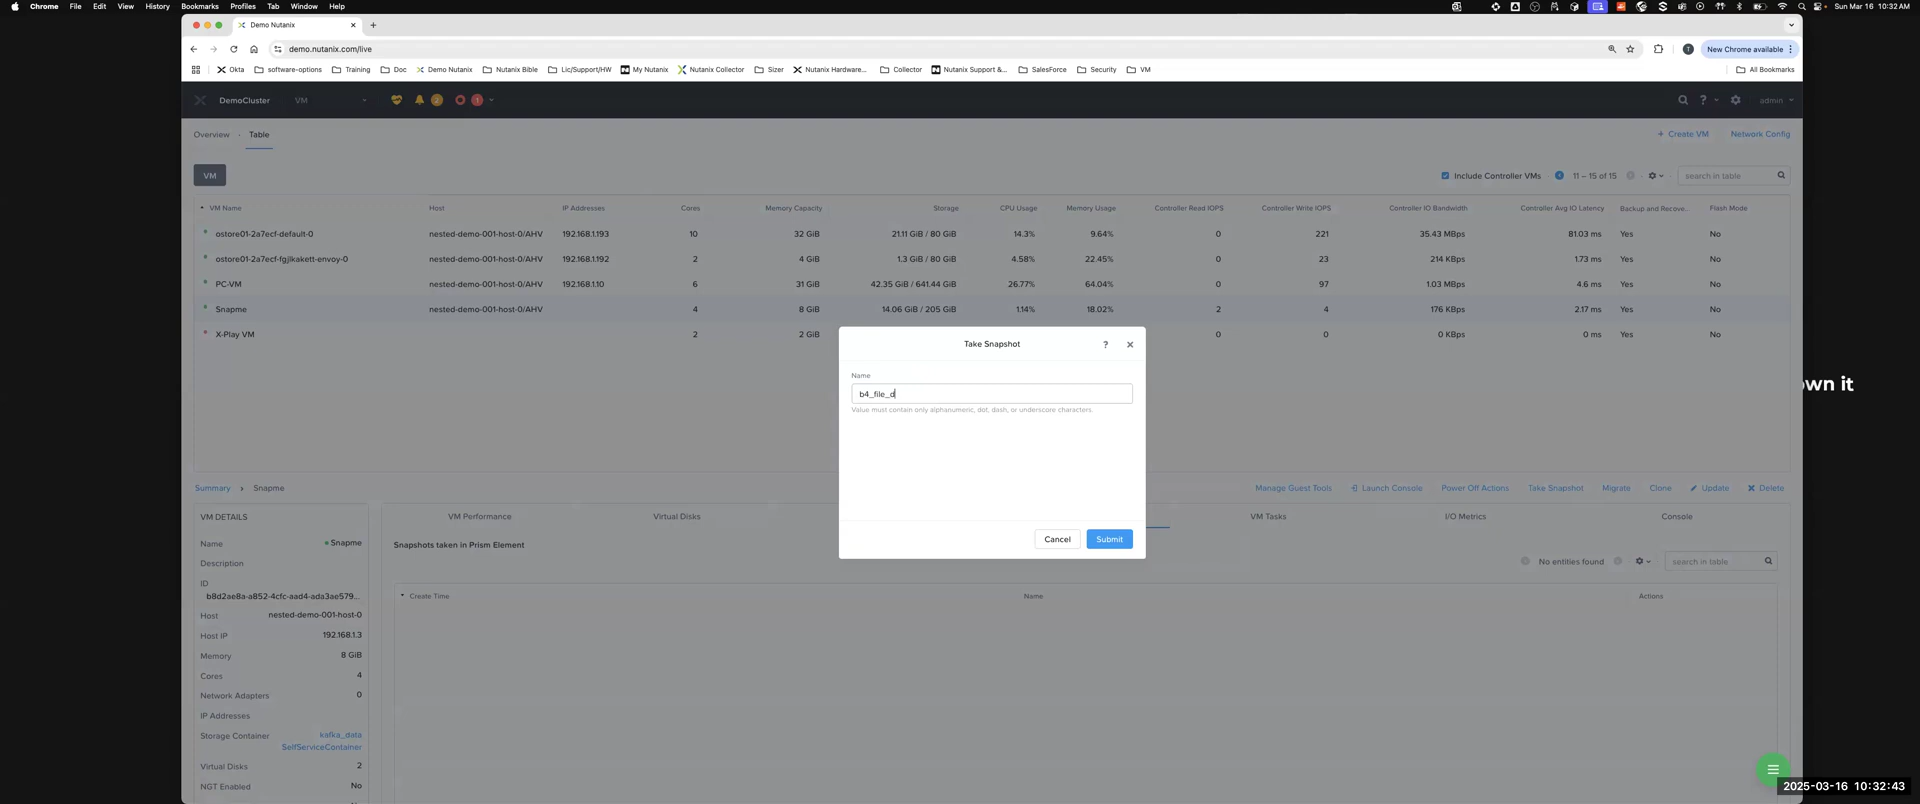 Chrome File Edit View History Bookmarks Profiles Tab Window Help Sun Mar 16 10:32 AM
Demo Nutanix
demo.nutanix.com/live New Chrome available
Okta software-options Training Doc Demo Nutanix Nutanix Bible Lic/Support/HW My Nutanix Nutanix Collector Sizer Nutanix Hardware... Collector Nutanix Support &... SalesForce Security VM All Bookmarks
DemoCluster VM 2 1 ? admin
Overview · Table + Create VM Network Config
VM Include Controller VMs 11 – 15 of 15 search in table
VM Name Host IP Addresses Cores Memory Capacity Storage CPU Usage Memory Usage Controller Read IOPS Controller Write IOPS Controller IO Bandwidth Controller Avg IO Latency Backup and Recove... Flash Mode
ostore01-2a7ecf-default-0 nested-demo-001-host-0/AHV 192.168.1.193 10 32 GiB 21.11 GiB / 80 GiB 14.3% 9.64% 0 221 35.43 MBps 81.03 ms Yes No
ostore01-2a7ecf-fgjlkakett-envoy-0 nested-demo-001-host-0/AHV 192.168.1.192 2 4 GiB 1.3 GiB / 80 GiB 4.58% 22.45% 0 23 214 KBps 1.73 ms Yes No
PC-VM nested-demo-001-host-0/AHV 192.168.1.10 6 31 GiB 42.35 GiB / 641.44 GiB 26.77% 64.04% 0 97 1.03 MBps 4.6 ms Yes No
Snapme nested-demo-001-host-0/AHV 4 8 GiB 14.06 GiB / 205 GiB 1.14% 18.02% 2 4 176 KBps 2.17 ms Yes No
X-Play VM 2 2 GiB 0 0 0 KBps 0 ms Yes No
Take Snapshot ?
Name
b4_file_d
Value must contain only alphanumeric, dot, dash, or underscore characters.
Cancel Submit
own it
Summary › Snapme Manage Guest Tools Launch Console Power Off Actions Take Snapshot Migrate Clone Update Delete
VM DETAILS VM Performance Virtual Disks VM Tasks I/O Metrics Console
Name Snapme
Snapshots taken in Prism Element
Description
No entities found search in table
ID
b8d2ae8a-a852-4cfc-aad4-ada3ae579...
Create Time Name Actions
Host nested-demo-001-host-0
Host IP 192.168.1.3
Memory 8 GiB
Cores 4
Network Adapters 0
IP Addresses
Storage Container kafka_data
SelfServiceContainer
Virtual Disks 2
NGT Enabled No
2025-03-16 10:32:43